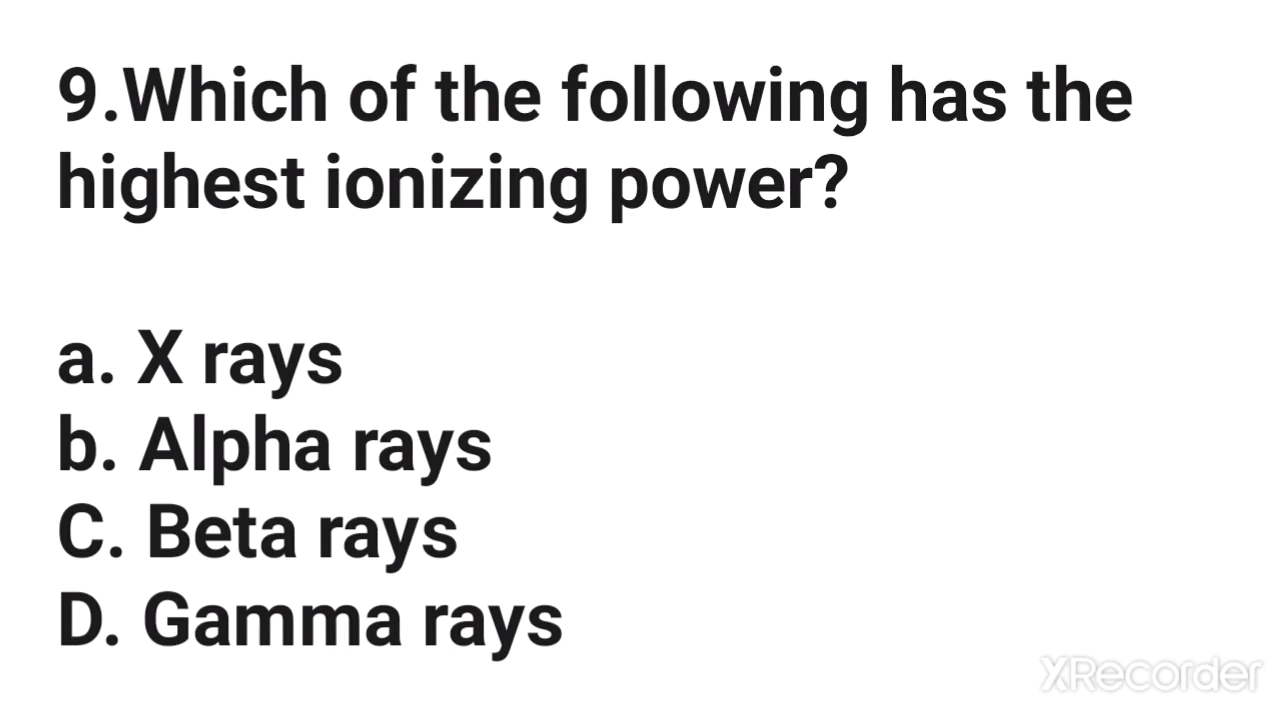 9.Which of the following has the
highest ionizing power?
a. X rays
b. Alpha rays
C. Beta rays
D. Gamma rays
XRecorder